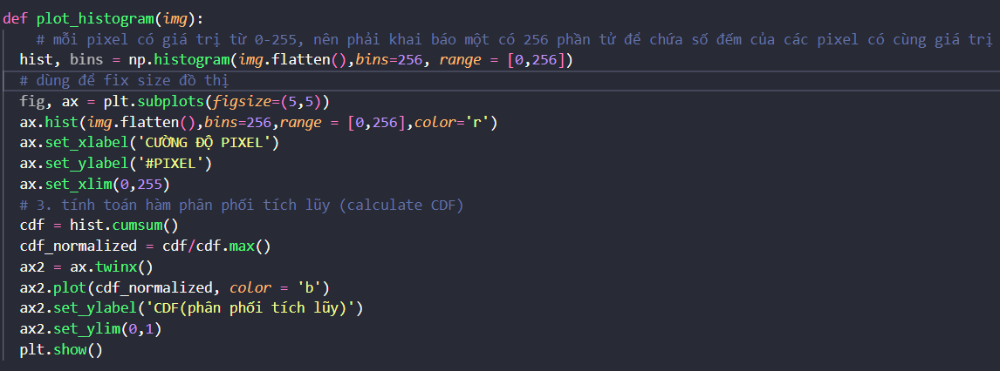 def plot_histogram(img):
# mỗi pixel có giá trị từ 0-255, nên phải khai báo một có 256 phần tử để chứa số đếm của các pixel có cùng giá trị
hist, bins = np.histogram(img.flatten(),bins=256, range = [0,256])
# dùng để fix size đồ thị
fig, ax = plt.subplots(figsize=(5,5))
ax.hist(img.flatten(),bins=256,range = [0,256],color='r')
ax.set_xlabel('CƯỜNG ĐỘ PIXEL')
ax.set_ylabel('#PIXEL')
ax.set_xlim(0,255)
# 3. tính toán hàm phân phối tích lũy (calculate CDF)
cdf = hist.cumsum()
cdf_normalized = cdf/cdf.max()
ax2 = ax.twinx()
ax2.plot(cdf_normalized, color = 'b')
ax2.set_ylabel('CDF(phân phối tích lũy)')
ax2.set_ylim(0,1)
plt.show()